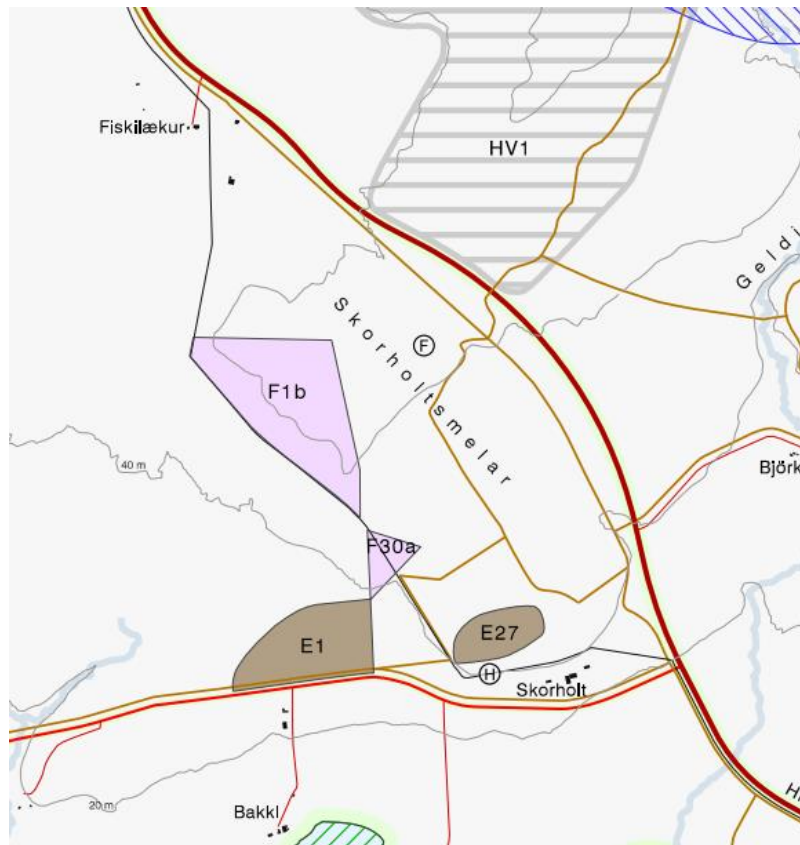 Fiskilækur
HV1
Geldi
F
Skorholtsmelar
F1b
40 m
Björk
F30a
E1
E27
H
Skorholt
20 m
Bakkl